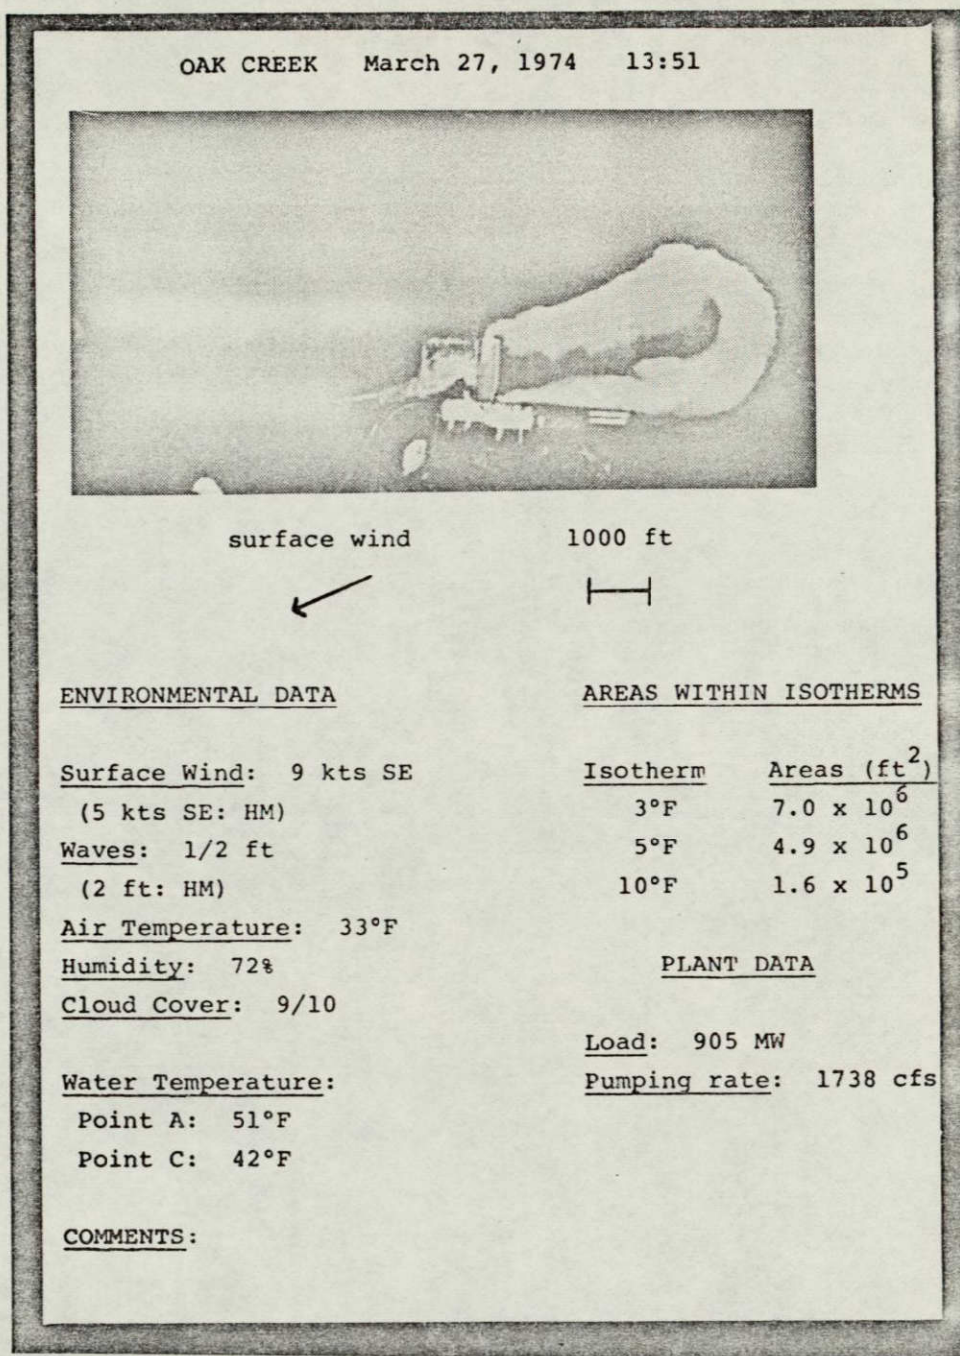 OAK CREEK March 27, 1974 13:51
surface wind 1000 ft
ENVIRONMENTAL DATA
Surface Wind: 9 kts SE
(5 kts SE: HM)
Waves: 1/2 ft
(2 ft: HM)
Air Temperature: 33°F
Humidity: 72%
Cloud Cover: 9/10
Water Temperature:
Point A: 51°F
Point C: 42°F
COMMENTS:
AREAS WITHIN ISOTHERMS
Isotherm Areas (ft²)
3°F 7.0 x 10⁶
5°F 4.9 x 10⁶
10°F 1.6 x 10⁵
PLANT DATA
Load: 905 MW
Pumping rate: 1738 cfs